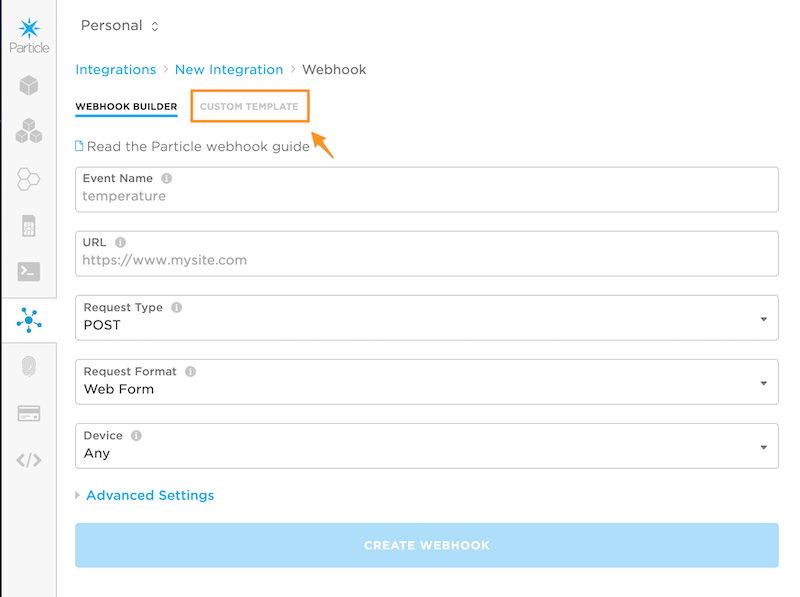 Particle
Personal
Integrations > New Integration > Webhook
WEBHOOK BUILDER CUSTOM TEMPLATE
Read the Particle webhook guide
Event Name
temperature
URL
https://www.mysite.com
Request Type
POST
Request Format
Web Form
Device
Any
Advanced Settings
CREATE WEBHOOK